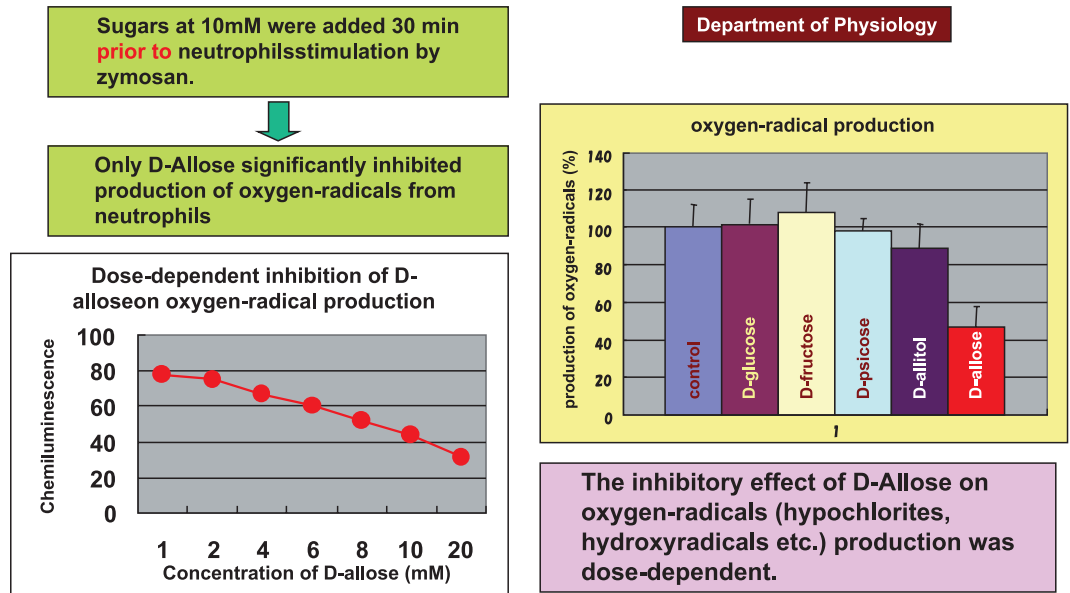 Sugars at 10mM were added 30 min
prior to neutrophilsstimulation by
zymosan.
Only D-Allose significantly inhibited
production of oxygen-radicals from
neutrophils
Dose-dependent inhibition of D-
alloseon oxygen-radical production
Chemiluminescence
100
80
60
40
20
0
1 2 4 6 8 10 20
Concentration of D-allose (mM)
Department of Physiology
oxygen-radical production
production of oxygen-radicals (%)
140
120
100
80
60
40
20
0
control
D-glucose
D-fructose
D-psicose
D-allitol
D-allose
1
The inhibitory effect of D-Allose on
oxygen-radicals (hypochlorites,
hydroxyradicals etc.) production was
dose-dependent.